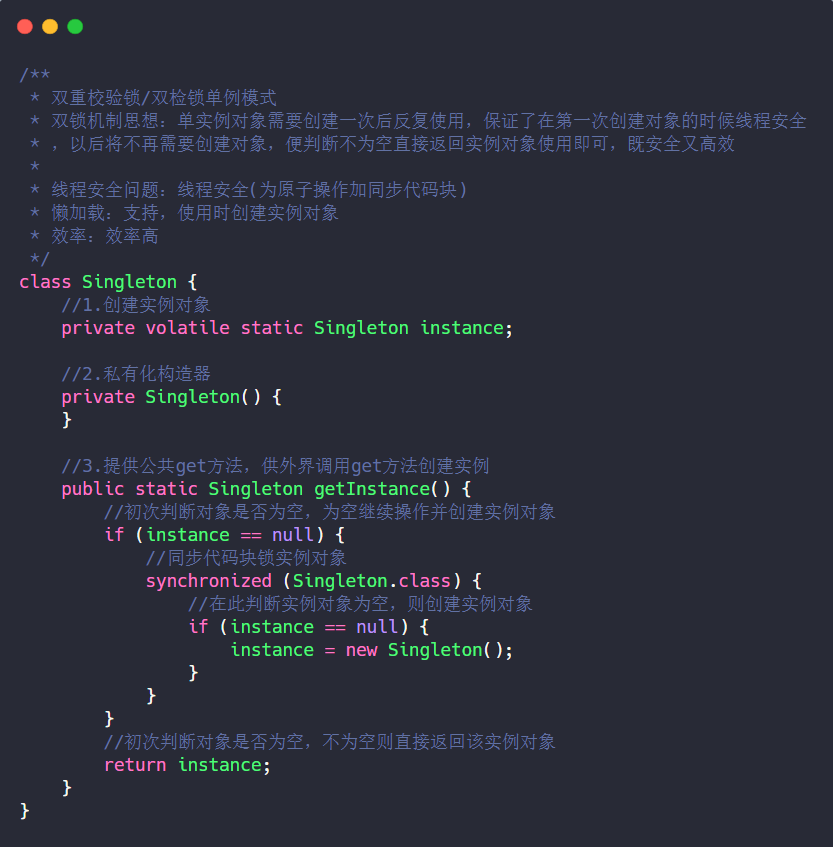 /**
 * 双重校验锁/双检锁单例模式
 * 双锁机制思想：单实例对象需要创建一次后反复使用，保证了在第一次创建对象的时候线程安全
 * ，以后将不再需要创建对象，便判断不为空直接返回实例对象使用即可，既安全又高效
 *
 * 线程安全问题：线程安全(为原子操作加同步代码块)
 * 懒加载：支持，使用时创建实例对象
 * 效率：效率高
 */
class Singleton {
    //1.创建实例对象
    private volatile static Singleton instance;

    //2.私有化构造器
    private Singleton() {
    }

    //3.提供公共get方法，供外界调用get方法创建实例
    public static Singleton getInstance() {
        //初次判断对象是否为空，为空继续操作并创建实例对象
        if (instance == null) {
            //同步代码块锁实例对象
            synchronized (Singleton.class) {
                //在此判断实例对象为空，则创建实例对象
                if (instance == null) {
                    instance = new Singleton();
                }
            }
        }
        //初次判断对象是否为空，不为空则直接返回该实例对象
        return instance;
    }
}